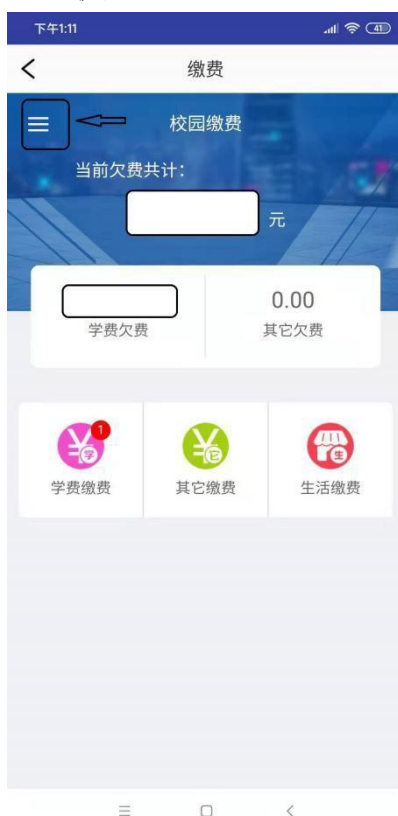 下午1:11
41
缴费
校园缴费
当前欠费共计:
元
0.00
学费欠费
其它欠费
1
学
它
生
学费缴费
其它缴费
生活缴费